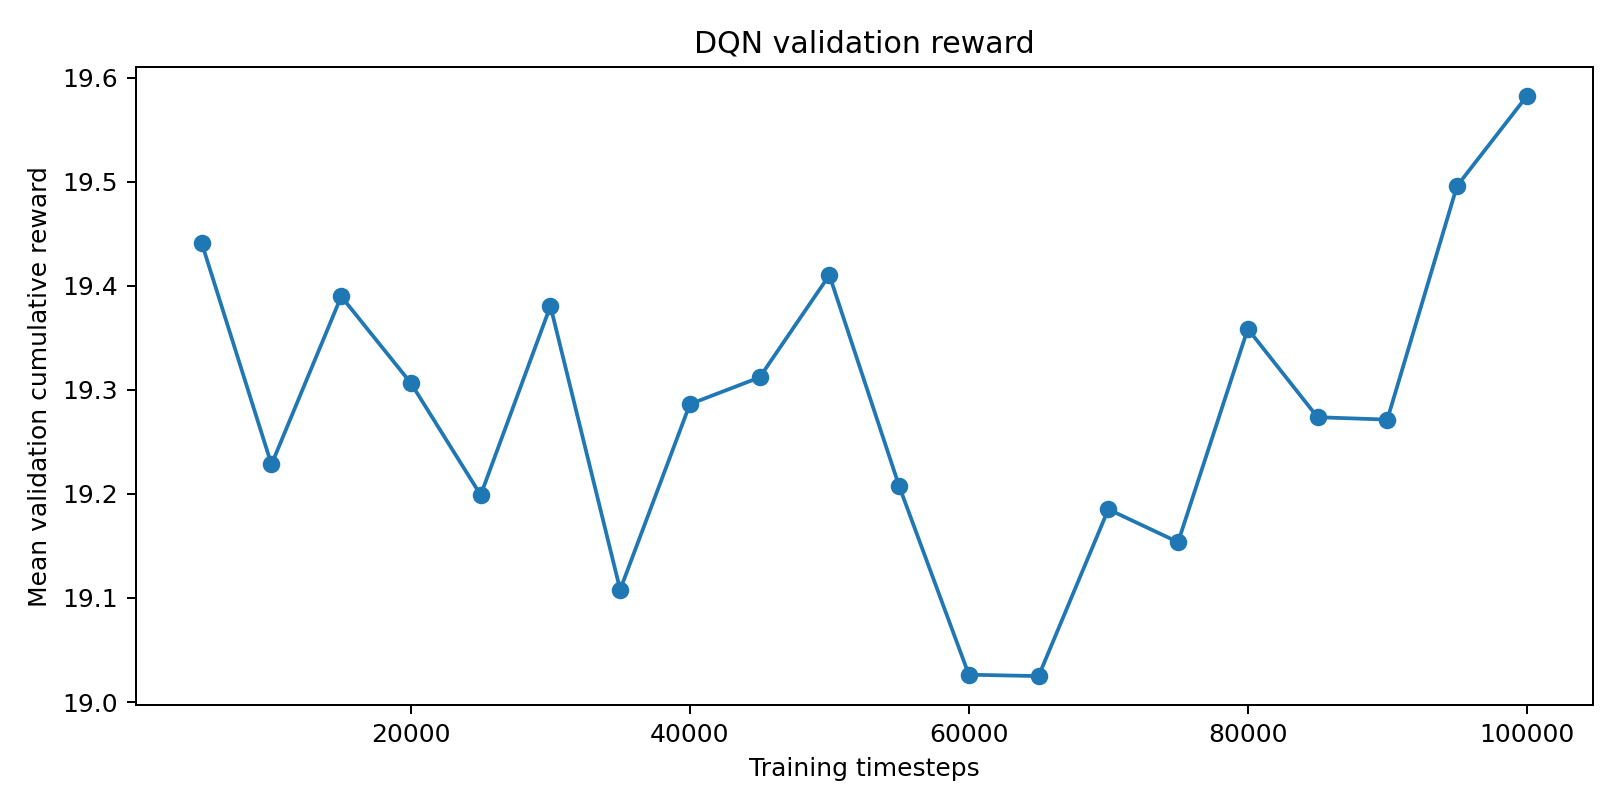 DQN validation reward
Mean validation cumulative reward
19.6
19.5
19.4
19.3
19.2
19.1
19.0
20000 40000 60000 80000 100000
Training timesteps